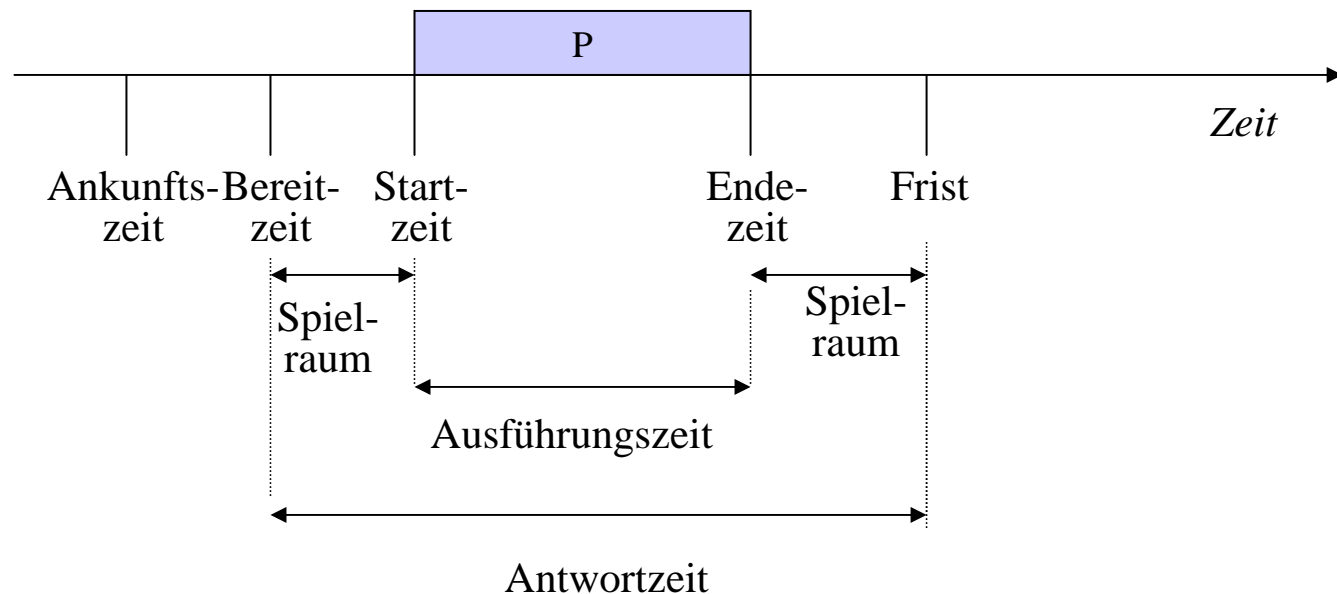 P
Zeit
Ankunfts-
zeit
Bereit-
zeit
Start-
zeit
Ende-
zeit
Frist
Spiel-
raum
Spiel-
raum
Ausführungszeit
Antwortzeit